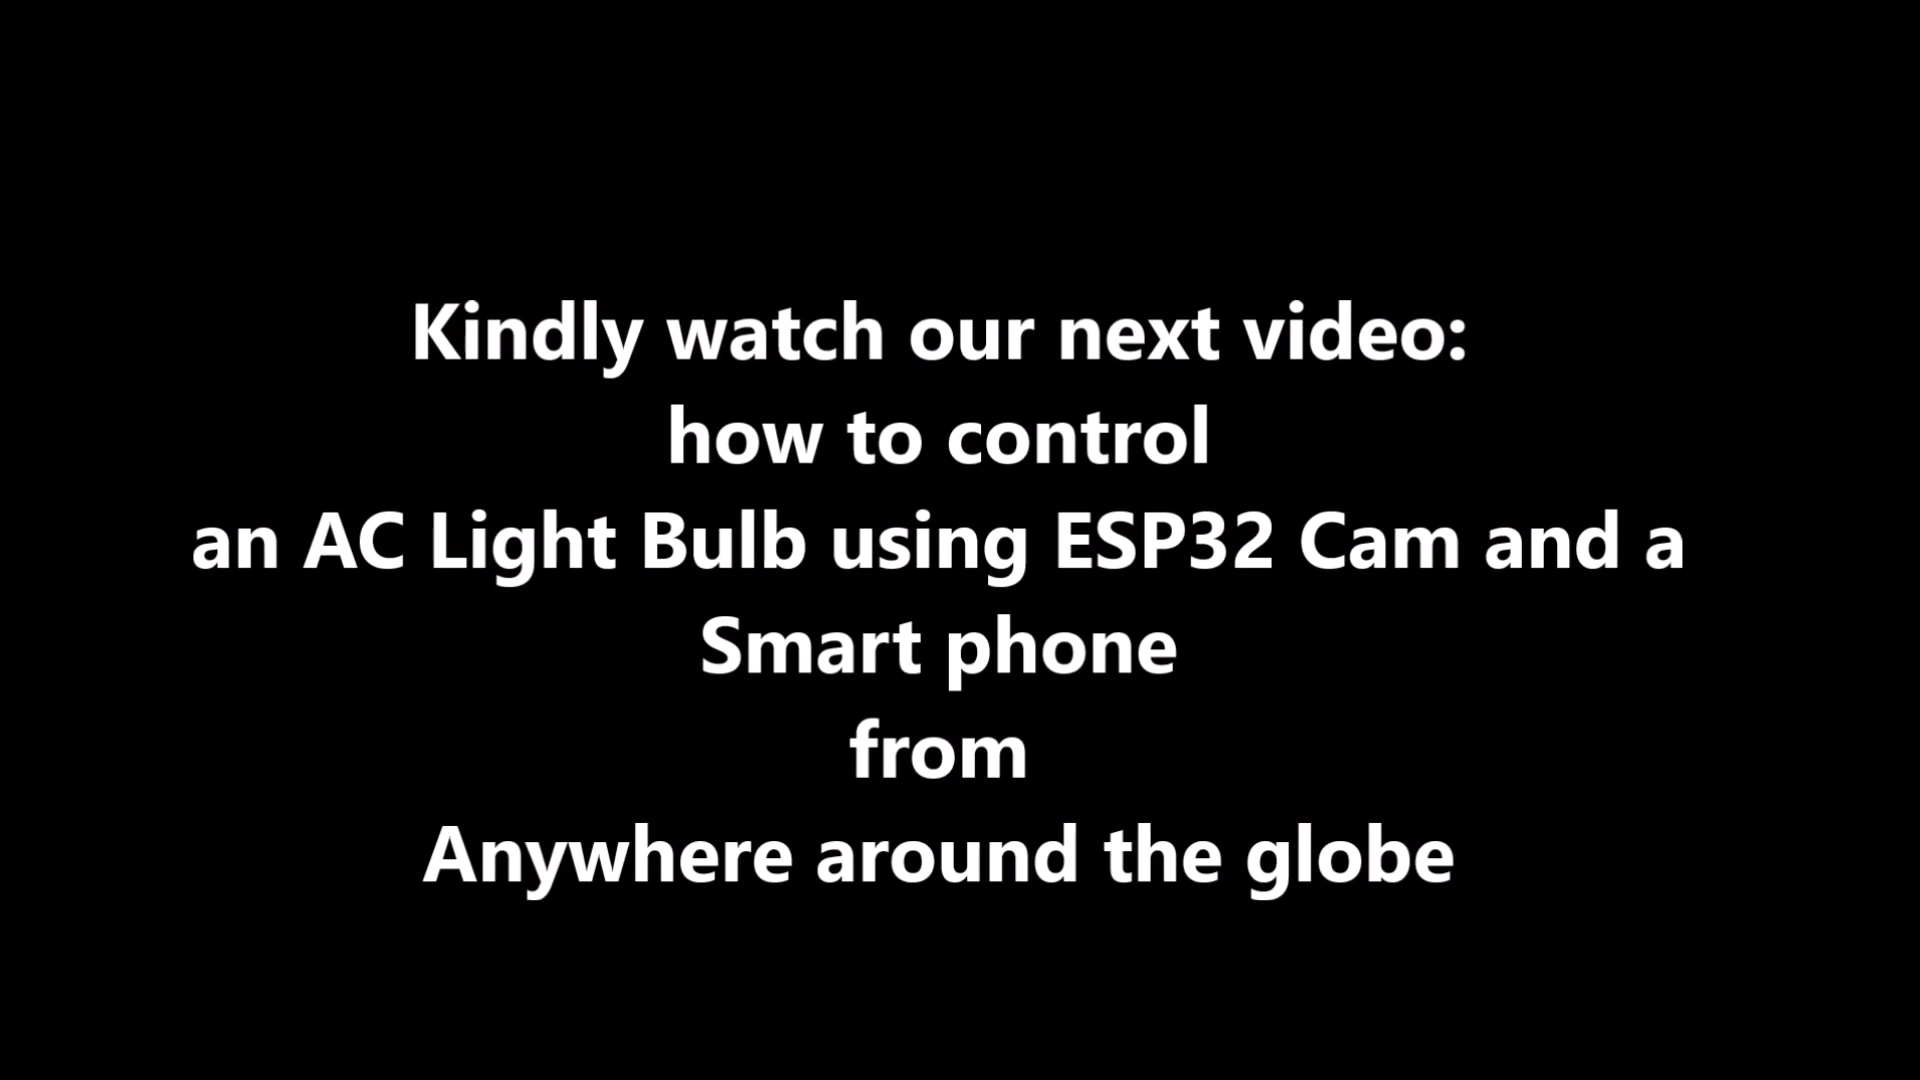 Kindly watch our next video:
how to control
an AC Light Bulb using ESP32 Cam and a
Smart phone
from
Anywhere around the globe